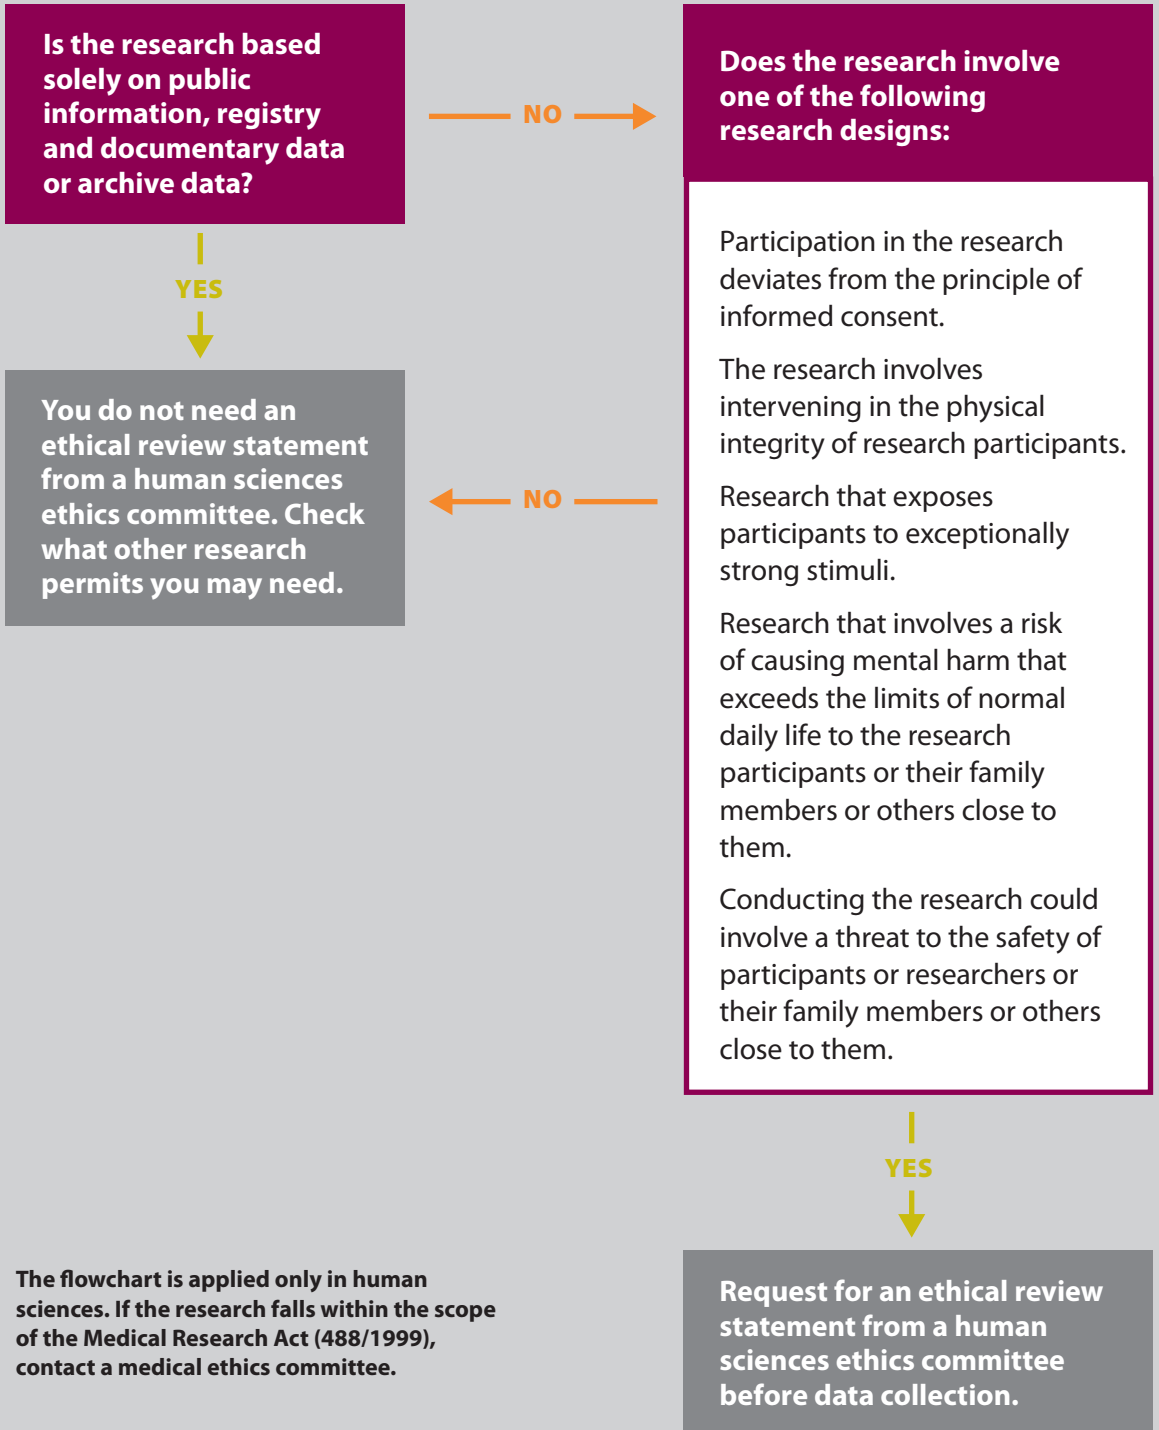 Is the research based
solely on public
information, registry
and documentary data
or archive data?
NO
Does the research involve
one of the following
research designs:
Participation in the research
deviates from the principle of
informed consent.
The research involves
intervening in the physical
integrity of research participants.
Research that exposes
participants to exceptionally
strong stimuli.
Research that involves a risk
of causing mental harm that
exceeds the limits of normal
daily life to the research
participants or their family
members or others close to
them.
Conducting the research could
involve a threat to the safety of
participants or researchers or
their family members or others
close to them.
YES
You do not need an
ethical review statement
from a human sciences
ethics committee. Check
what other research
permits you may need.
NO
YES
Request for an ethical review
statement from a human
sciences ethics committee
before data collection.
The flowchart is applied only in human
sciences. If the research falls within the scope
of the Medical Research Act (488/1999),
contact a medical ethics committee.